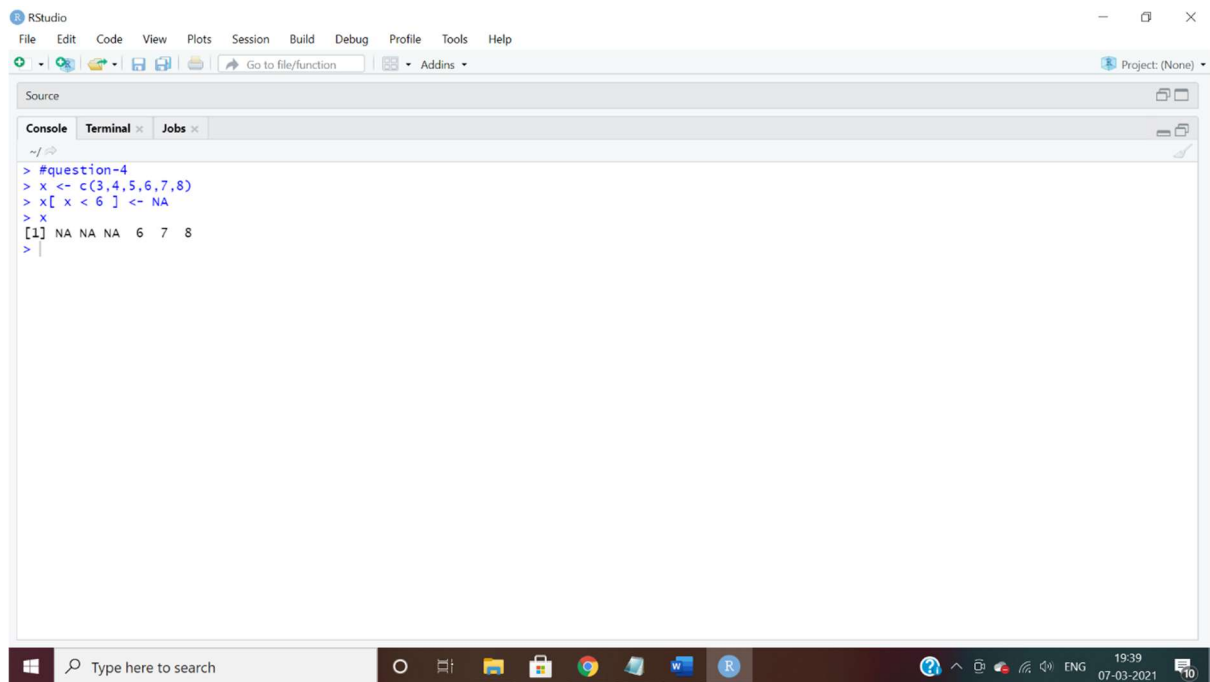 RStudio
File Edit Code View Plots Session Build Debug Profile Tools Help
Go to file/function Addins Project: (None)
Source
Console Terminal Jobs
~/
> #question-4
> x <- c(3,4,5,6,7,8)
> x[ x < 6 ] <- NA
> x
[1] NA NA NA  6  7  8
>
Type here to search
ENG
19:39
07-03-2021
10